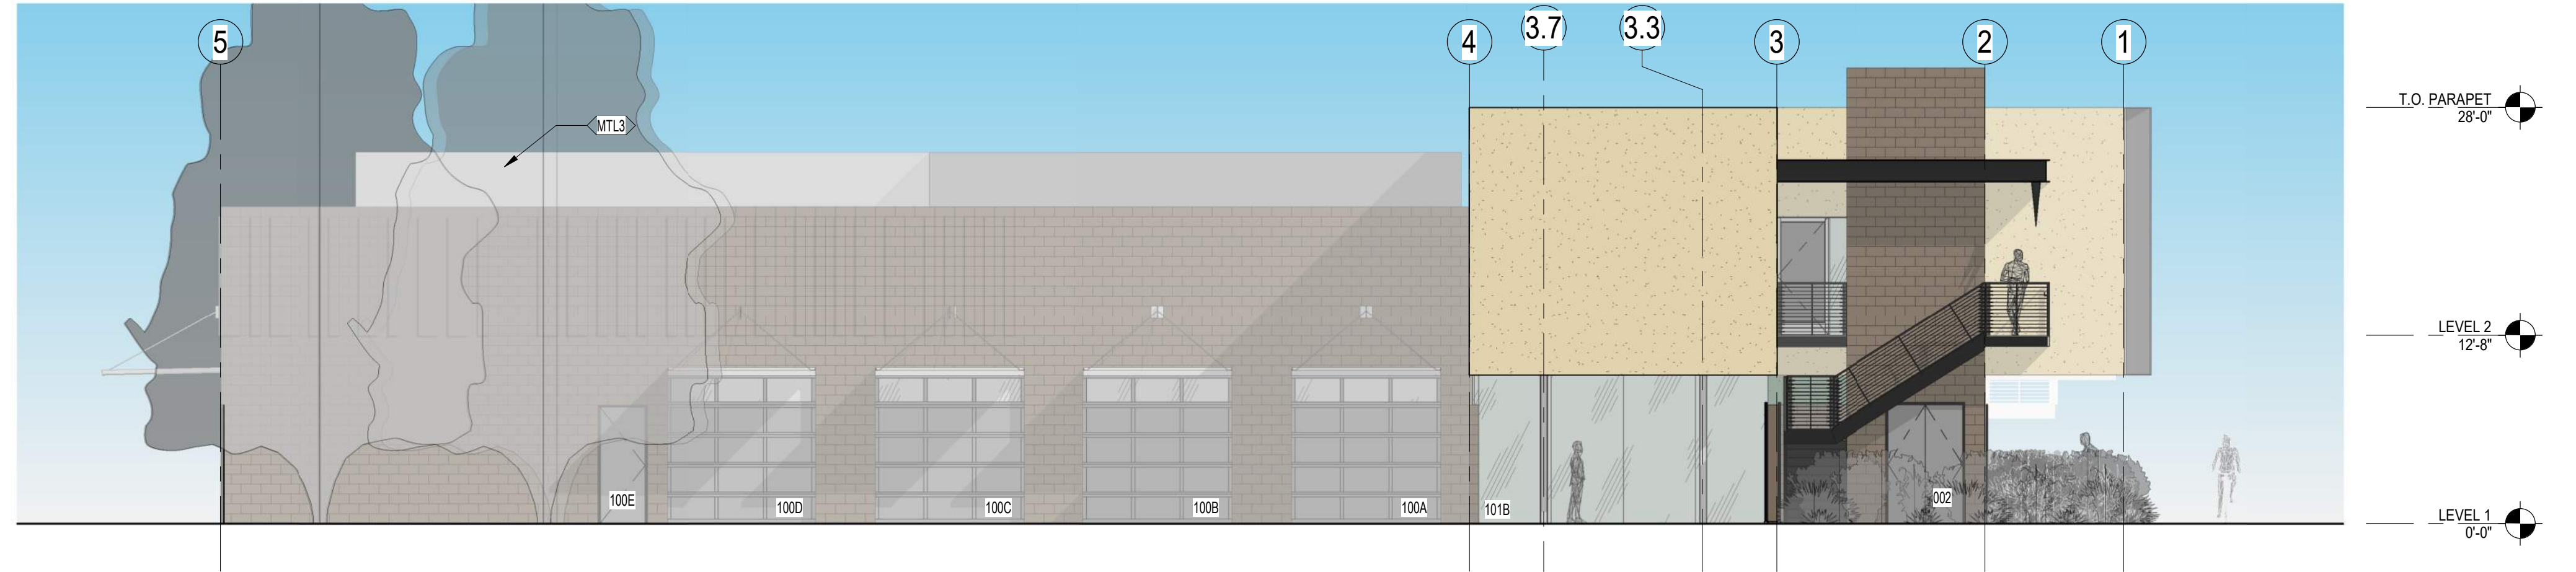 5
4
3.7
3.3
3
2
1
T.O. PARAPET
28'-0"
MTL3
LEVEL 2
12'-8"
100E
100D
100C
100B
100A
101B
002
LEVEL 1
0'-0"